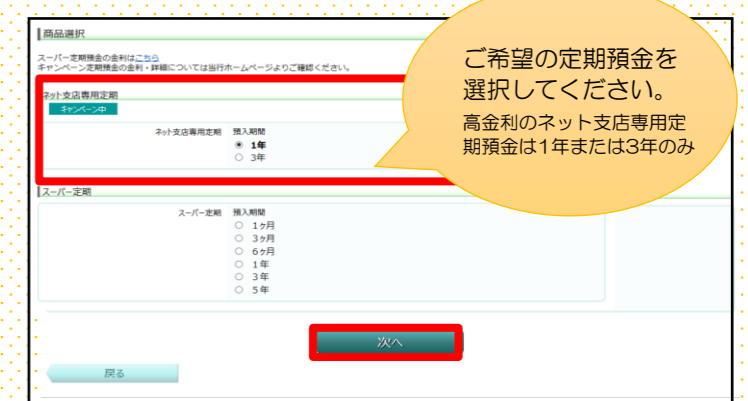 商品選択
スーパー定期預金の金利はこちら
キャンペーン定期預金の金利・詳細については当行ホームページよりご確認ください。
ネット支店専用定期
キャンペーン中
ネット支店専用定期 預入期間
1年
3年
スーパー定期
スーパー定期 預入期間
1ヶ月
3ヶ月
6ヶ月
1年
3年
5年
次へ
戻る
ご希望の定期預金を
選択してください。
高金利のネット支店専用定
期預金は1年または3年のみ